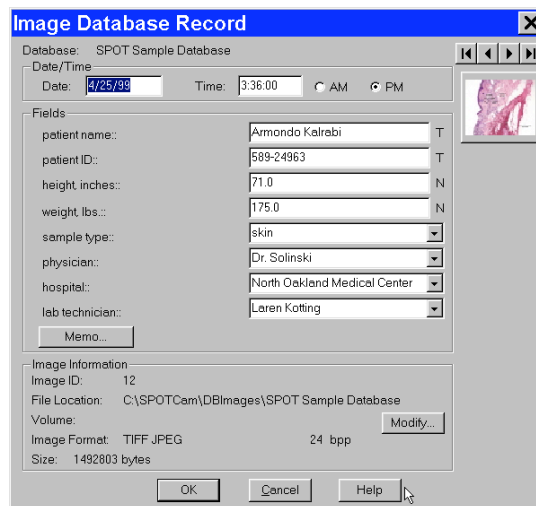 Image Database Record
Database: SPOT Sample Database
Date/Time
Date: 4/25/99 Time: 3:36:00 AM PM
Fields
patient name:: Armondo Kalrabi T
patient ID:: 589-24963 T
height, inches:: 71.0 N
weight, lbs.:: 175.0 N
sample type:: skin
physician:: Dr. Solinski
hospital:: North Oakland Medical Center
lab technician:: Laren Kotting
Memo...
Image Information
Image ID: 12
File Location: C:\SPOTCam\DBImages\SPOT Sample Database
Volume: Modify...
Image Format: TIFF JPEG 24 bpp
Size: 1492803 bytes
OK Cancel Help